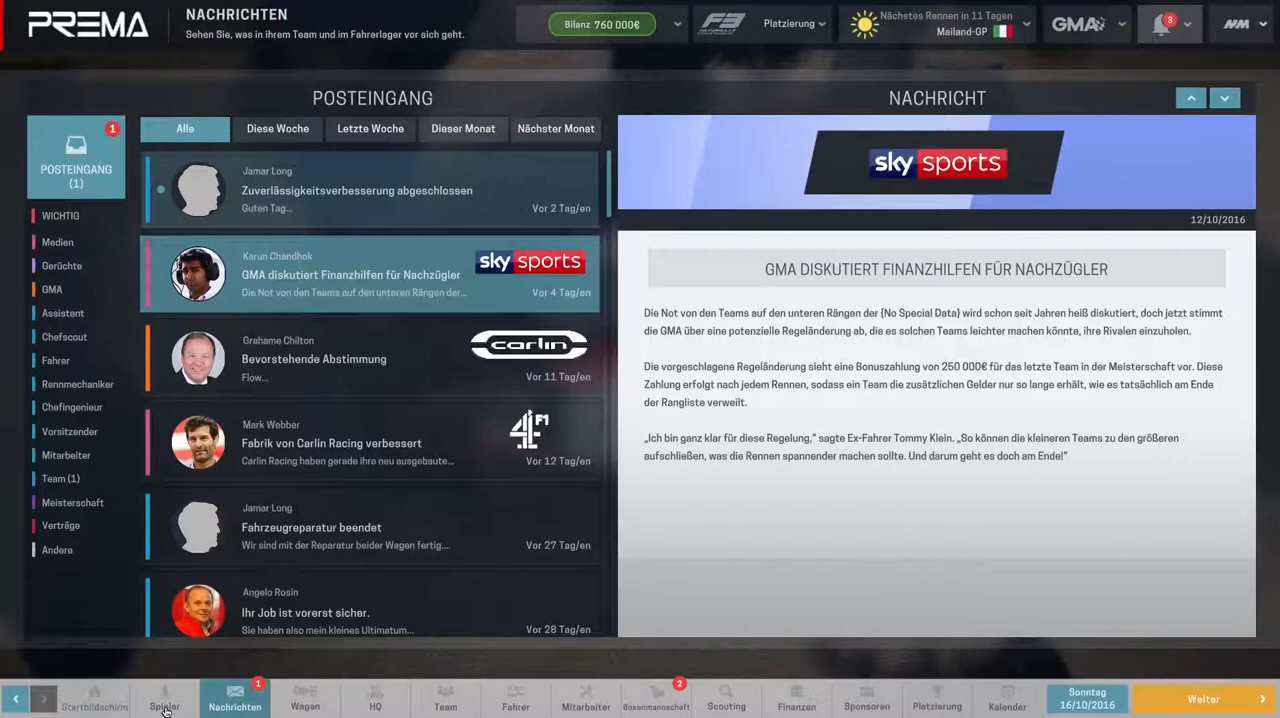 PREMA
NACHRICHTEN
Sehen Sie, was in ihrem Team und im Fahrerlager vor sich geht.
Bilanz 760 000€
F3
Platzierung
Nächstes Rennen in 11 Tagen
Mailand-GP
GMA
3
POSTEINGANG
1
POSTEINGANG
(1)
WICHTIG
Medien
Gerüchte
GMA
Assistent
Chefscout
Fahrer
Rennmechaniker
Chefingenieur
Vorsitzender
Mitarbeiter
Team (1)
Meisterschaft
Verträge
Andere
Alle
Diese Woche
Letzte Woche
Dieser Monat
Nächster Monat
Jamar Long
Zuverlässigkeitsverbesserung abgeschlossen
Guten Tag...
Vor 2 Tag/en
Karun Chandhok
GMA diskutiert Finanzhilfen für Nachzügler
Die Not von den Teams auf den unteren Rängen der...
sky sports
Vor 4 Tag/en
Grahame Chilton
Bevorstehende Abstimmung
Flow...
carlin
Vor 11 Tag/en
Mark Webber
Fabrik von Carlin Racing verbessert
Carlin Racing haben gerade ihre neu ausgebaute...
4F1
Vor 12 Tag/en
Jamar Long
Fahrzeugreparatur beendet
Wir sind mit der Reparatur beider Wagen fertig....
Vor 27 Tag/en
Angelo Rosin
Ihr Job ist vorerst sicher.
Sie haben also mein kleines Ultimatum...
Vor 28 Tag/en
NACHRICHT
sky sports
12/10/2016
GMA DISKUTIERT FINANZHILFEN FÜR NACHZÜGLER
Die Not von den Teams auf den unteren Rängen der {No Special Data} wird schon seit Jahren heiß diskutiert, doch jetzt stimmt
die GMA über eine potenzielle Regeländerung ab, die es solchen Teams leichter machen könnte, ihre Rivalen einzuholen.
Die vorgeschlagene Regeländerung sieht eine Bonuszahlung von 250 000€ für das letzte Team in der Meisterschaft vor. Diese
Zahlung erfolgt nach jedem Rennen, sodass ein Team die zusätzlichen Gelder nur so lange erhält, wie es tatsächlich am Ende
der Rangliste verweilt.
„Ich bin ganz klar für diese Regelung,“ sagte Ex-Fahrer Tommy Klein. „So können die kleineren Teams zu den größeren
aufschließen, was die Rennen spannender machen sollte. Und darum geht es doch am Ende!“
Startbildschirm
Spieler
1
Nachrichten
Wagen
HQ
Team
Fahrer
Mitarbeiter
2
Boxenmannschaft
Scouting
Finanzen
Sponsoren
Platzierung
Kalender
Sonntag
16/10/2016
Weiter